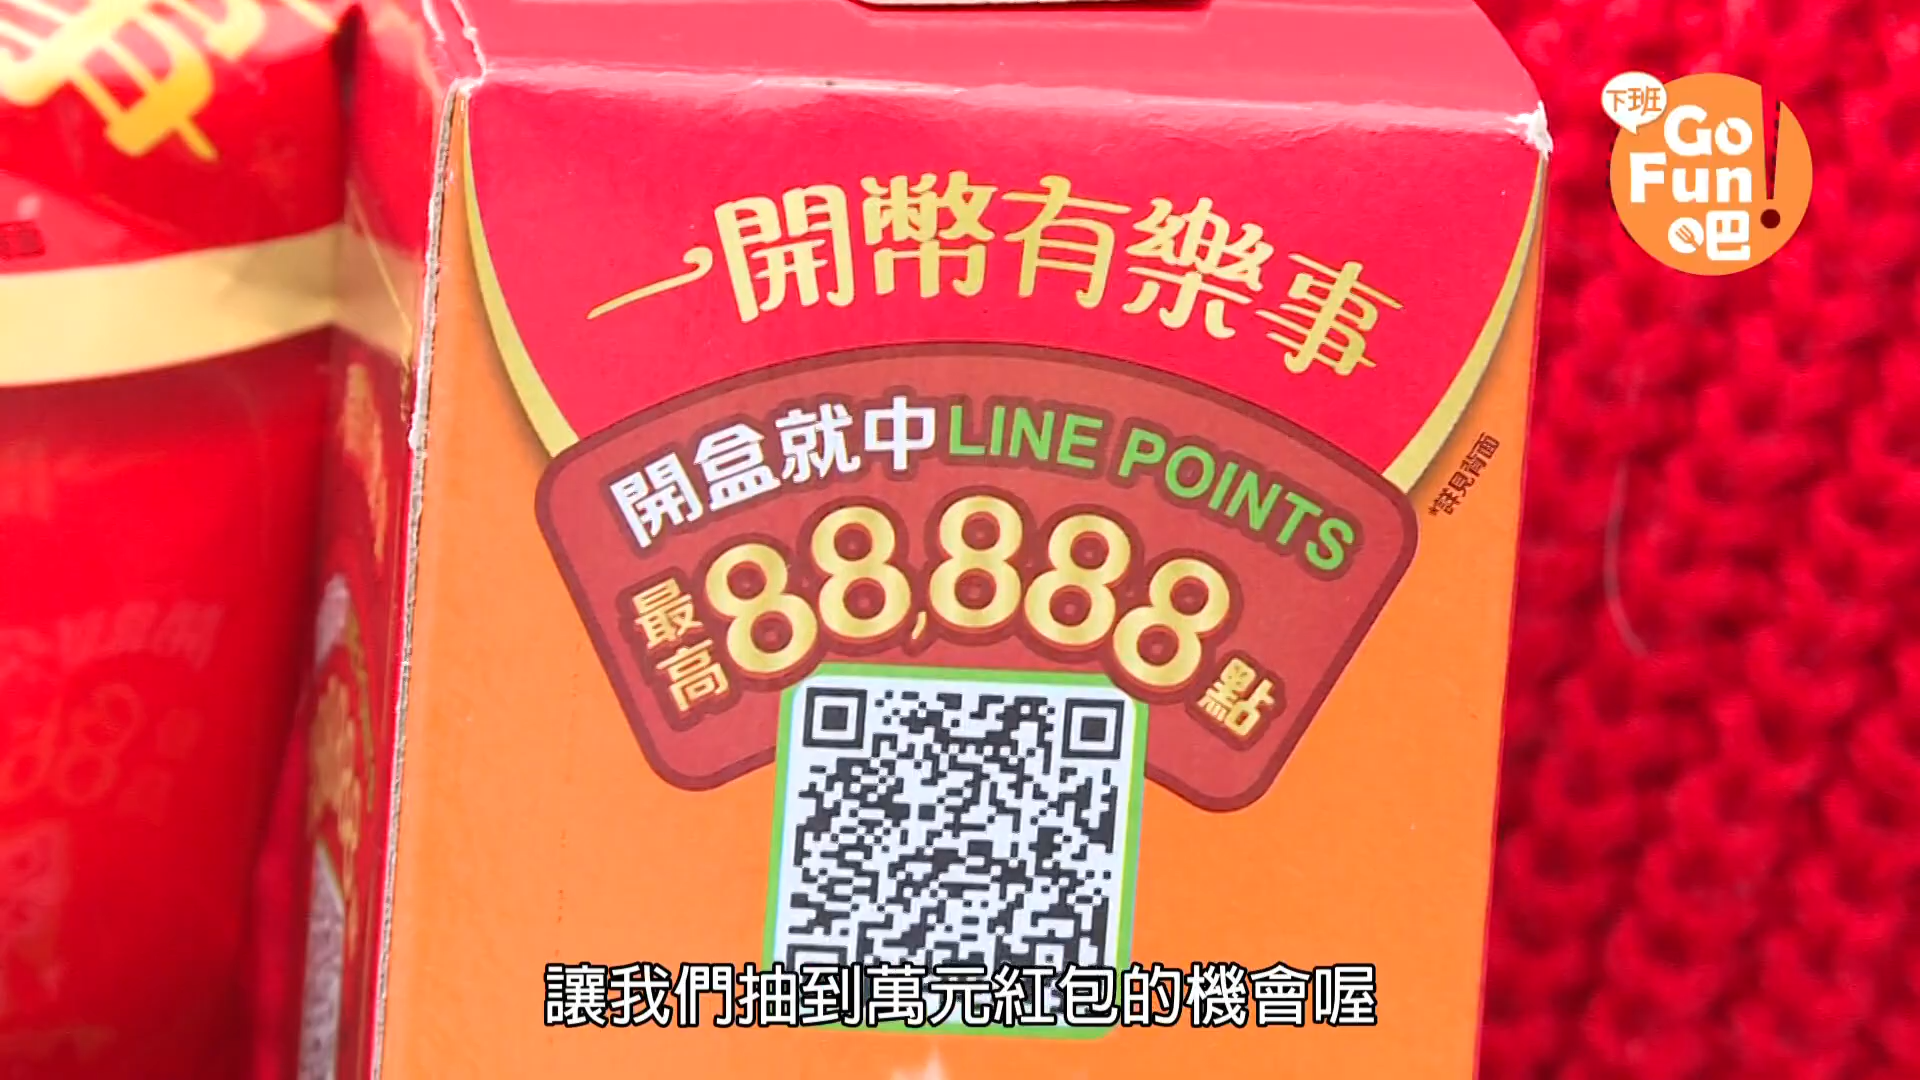 下班
Go
Fun
吧!
開幣有樂事
開盒就中LINE POINTS
最高88,888點
*詳見背面
讓我們抽到萬元紅包的機會喔